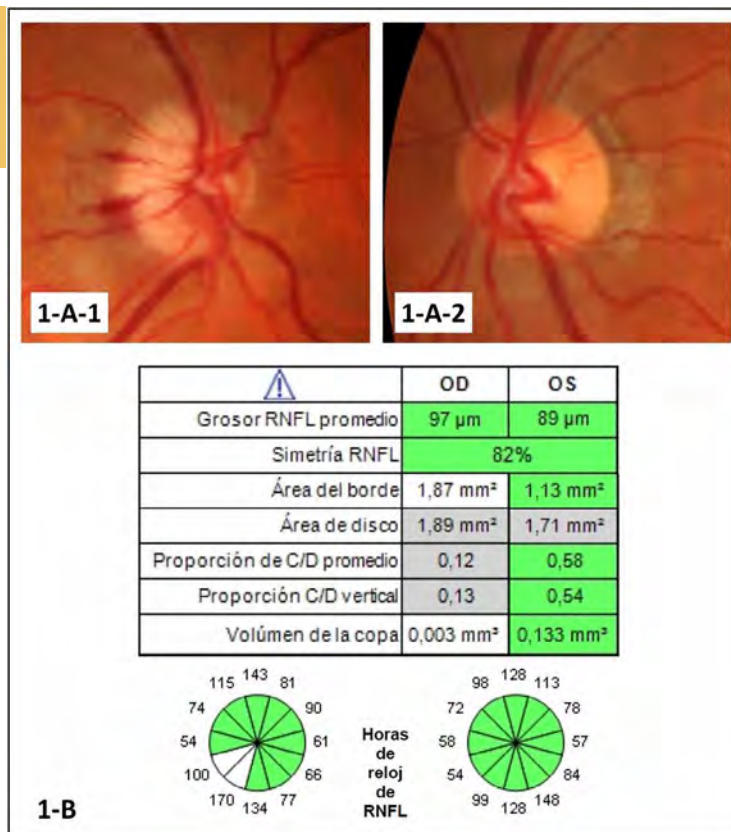 1-A-1
1-A-2
OD OS
Grosor RNFL promedio 97 µm 89 µm
Simetría RNFL 82%
Área del borde 1,87 mm² 1,13 mm²
Área de disco 1,89 mm² 1,71 mm²
Proporción de C/D promedio 0,12 0,58
Proporción C/D vertical 0,13 0,54
Volúmen de la copa 0,003 mm² 0,133 mm²
143 128
115 81 98 113
74 90 72 78
54 61 58 57
100 66 54 84
170 77 99 148
134 128
Horas
de
reloj
de
RNFL
1-B